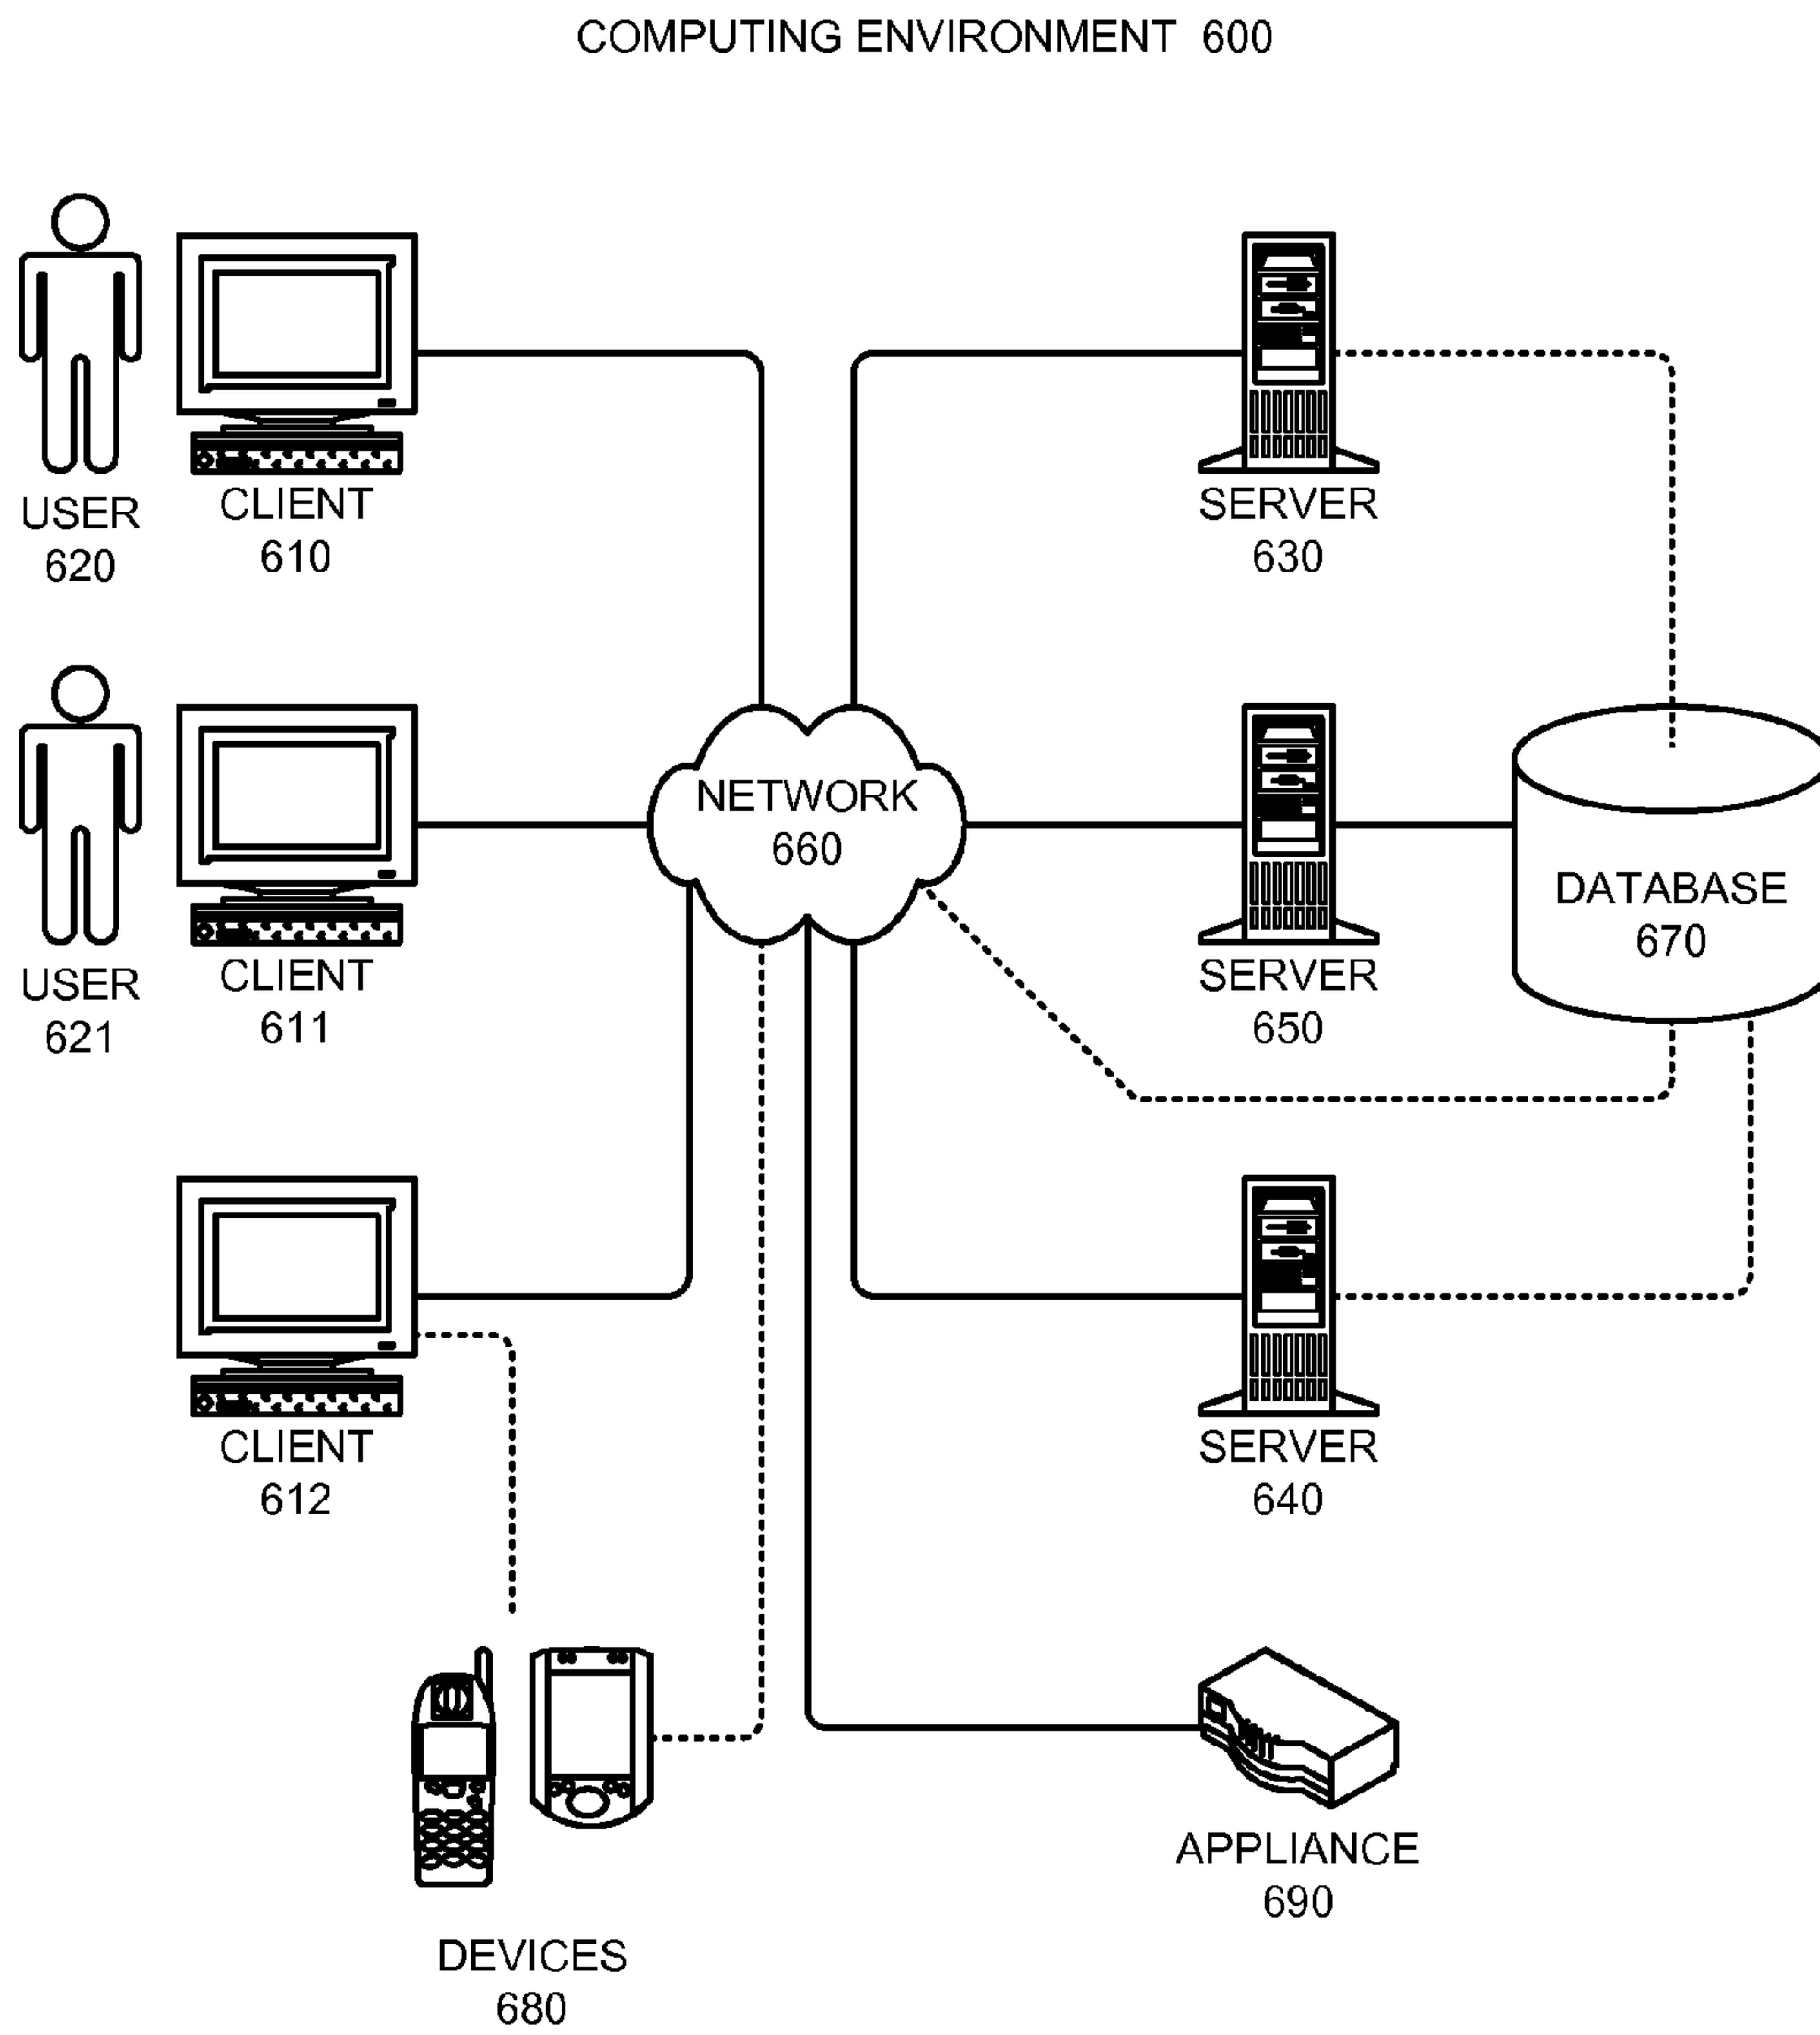 COMPUTING ENVIRONMENT 600
USER
620
CLIENT
610
SERVER
630
NETWORK
660
USER
621
CLIENT
611
SERVER
650
DATABASE
670
CLIENT
612
SERVER
640
DEVICES
680
APPLIANCE
690